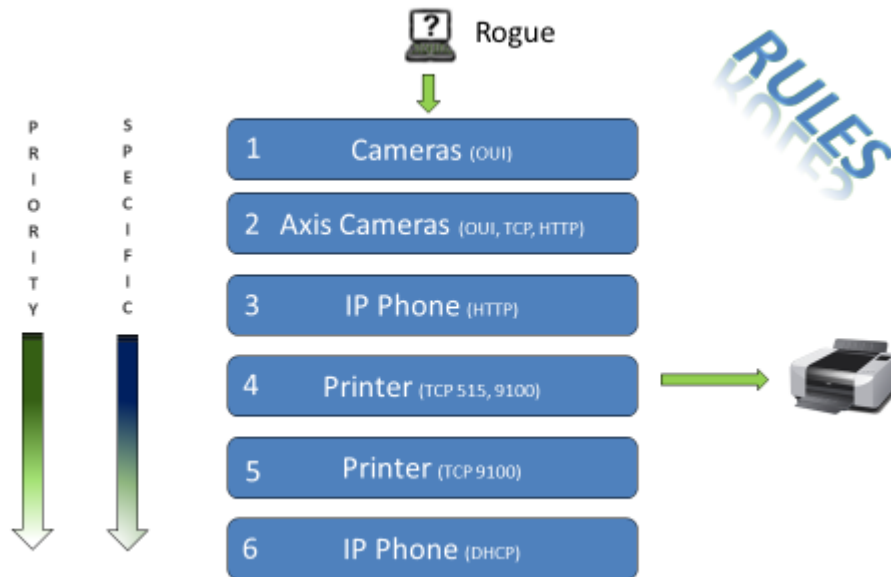 ?
Rogue
RULES
PRIORITY
SPECIFIC
1 Cameras (OUI)
2 Axis Cameras (OUI, TCP, HTTP)
3 IP Phone (HTTP)
4 Printer (TCP 515, 9100)
5 Printer (TCP 9100)
6 IP Phone (DHCP)